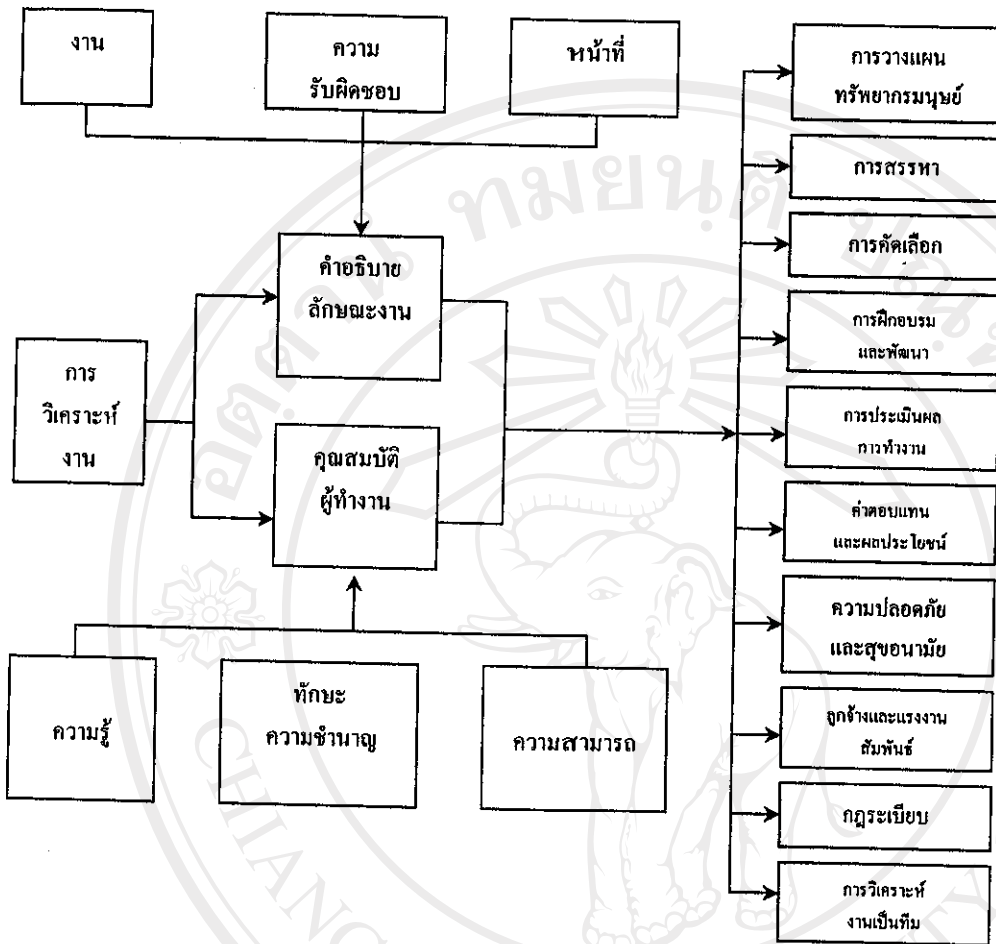 งาน
ความ
รับผิดชอบ
หน้าที่
คำอธิบาย
ลักษณะงาน
การ
วิเคราะห์
งาน
คุณสมบัติ
ผู้ทำงาน
ความรู้
ทักษะ
ความชำนาญ
ความสามารถ
การวางแผน
ทรัพยากรมนุษย์
การสรรหา
การคัดเลือก
การฝึกอบรม
และพัฒนา
การประเมินผล
การทำงาน
ค่าตอบแทน
และผลประโยชน์
ความปลอดภัย
และสุขอนามัย
ลูกจ้างและแรงงาน
สัมพันธ์
กฎระเบียบ
การวิเคราะห์
งานเป็นทีม
CHIANG